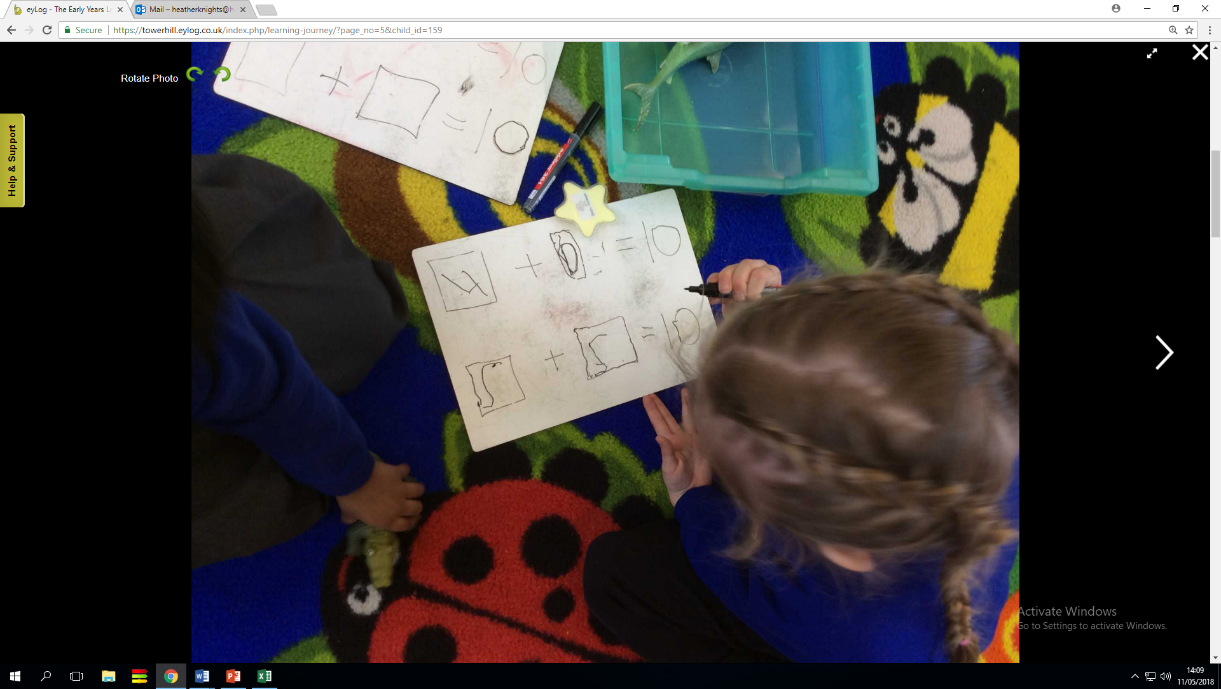 eyLog - The Early Years L
Mail – heatherknights@h
Secure
https://towerhill.eylog.co.uk/index.php/learning-journey/?page_no=5&child_id=159
Rotate Photo
Help & Support
+ = 10
4 + 6 = 10
5 + 5 = 10
Activate Windows
Go to Settings to activate Windows.
14:09
11/05/2018